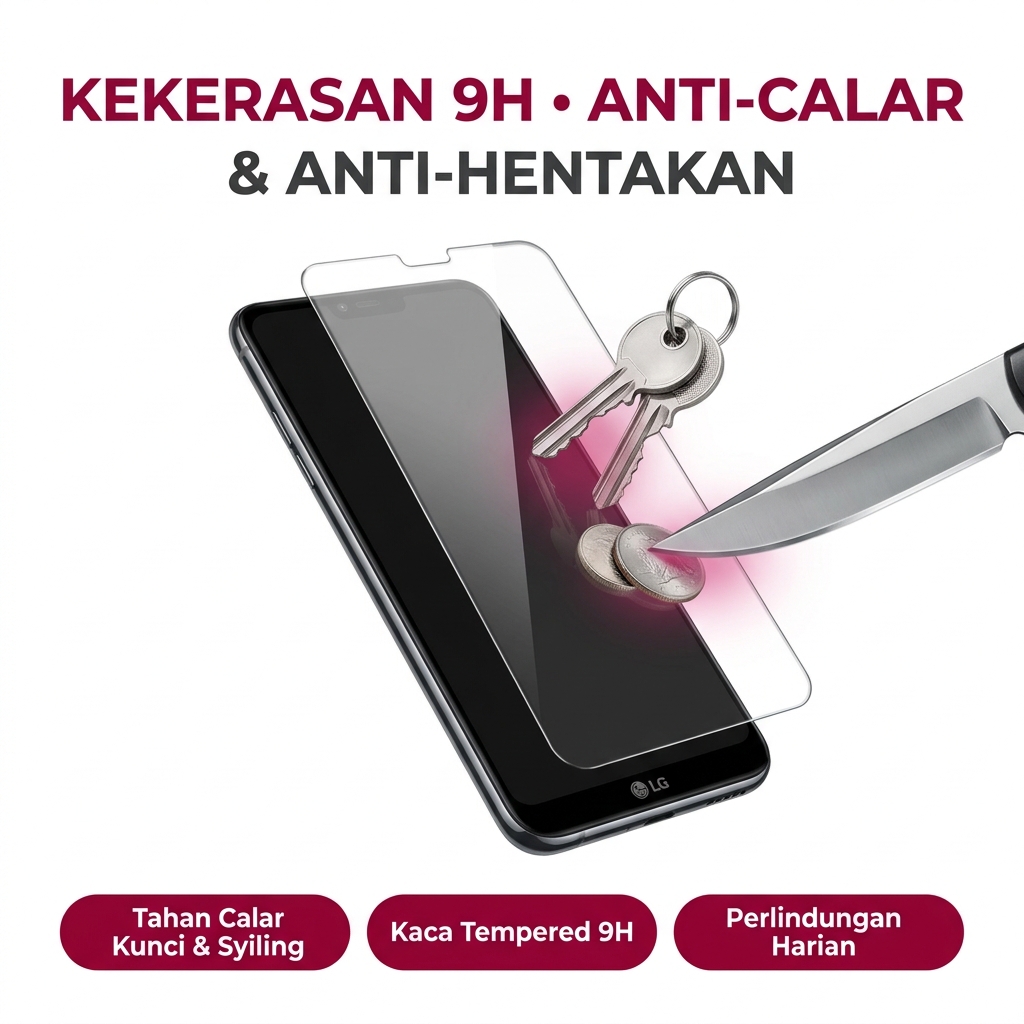 KEKERASAN 9H • ANTI-CALAR
& ANTI-HENTAKAN
LG
Tahan Calar
Kunci & Syiling
Kaca Tempered 9H
Perlindungan
Harian